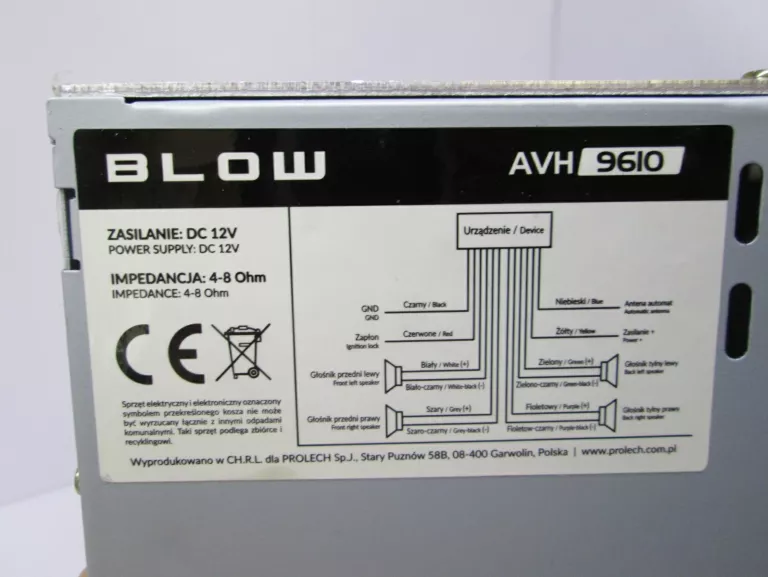 BLOW
AVH 9610
ZASILANIE: DC 12V
POWER SUPPLY: DC 12V
IMPEDANCJA: 4-8 Ohm
IMPEDANCE: 4-8 Ohm
CE
Sprzęt elektryczny i elektroniczny oznaczony
symbolem przekreślonego kosza nie może
być wyrzucany łącznie z innymi odpadami
komunalnymi. Taki sprzęt podlega zbiórce i
recyklingowi.
Urządzenie / Device
GND
GND
Czarny / Black
Zapłon
Ignition lock
Czerwone / Red
Głośnik przedni lewy
Front left speaker
Biały / White (+)
Biało-czarny / White-black (-)
Głośnik przedni prawy
Front right speaker
Szary / Grey (+)
Szaro-czarny / Grey-black (-)
Niebieski / Blue
Antena automat
Automatic antenna
Żółty / Yellow
Zasilanie +
Power +
Zielony / Green (+)
Zielono-czarny / Green-black (-)
Głośnik tylny lewy
Back left speaker
Fioletowy / Purple (+)
Fioletow-czarny / Purple-black (-)
Głośnik tylny prawy
Back right speaker
Wyprodukowano w CH.R.L. dla PROLECH Sp.J., Stary Puznów 58B, 08-400 Garwolin, Polska | www.prolech.com.pl